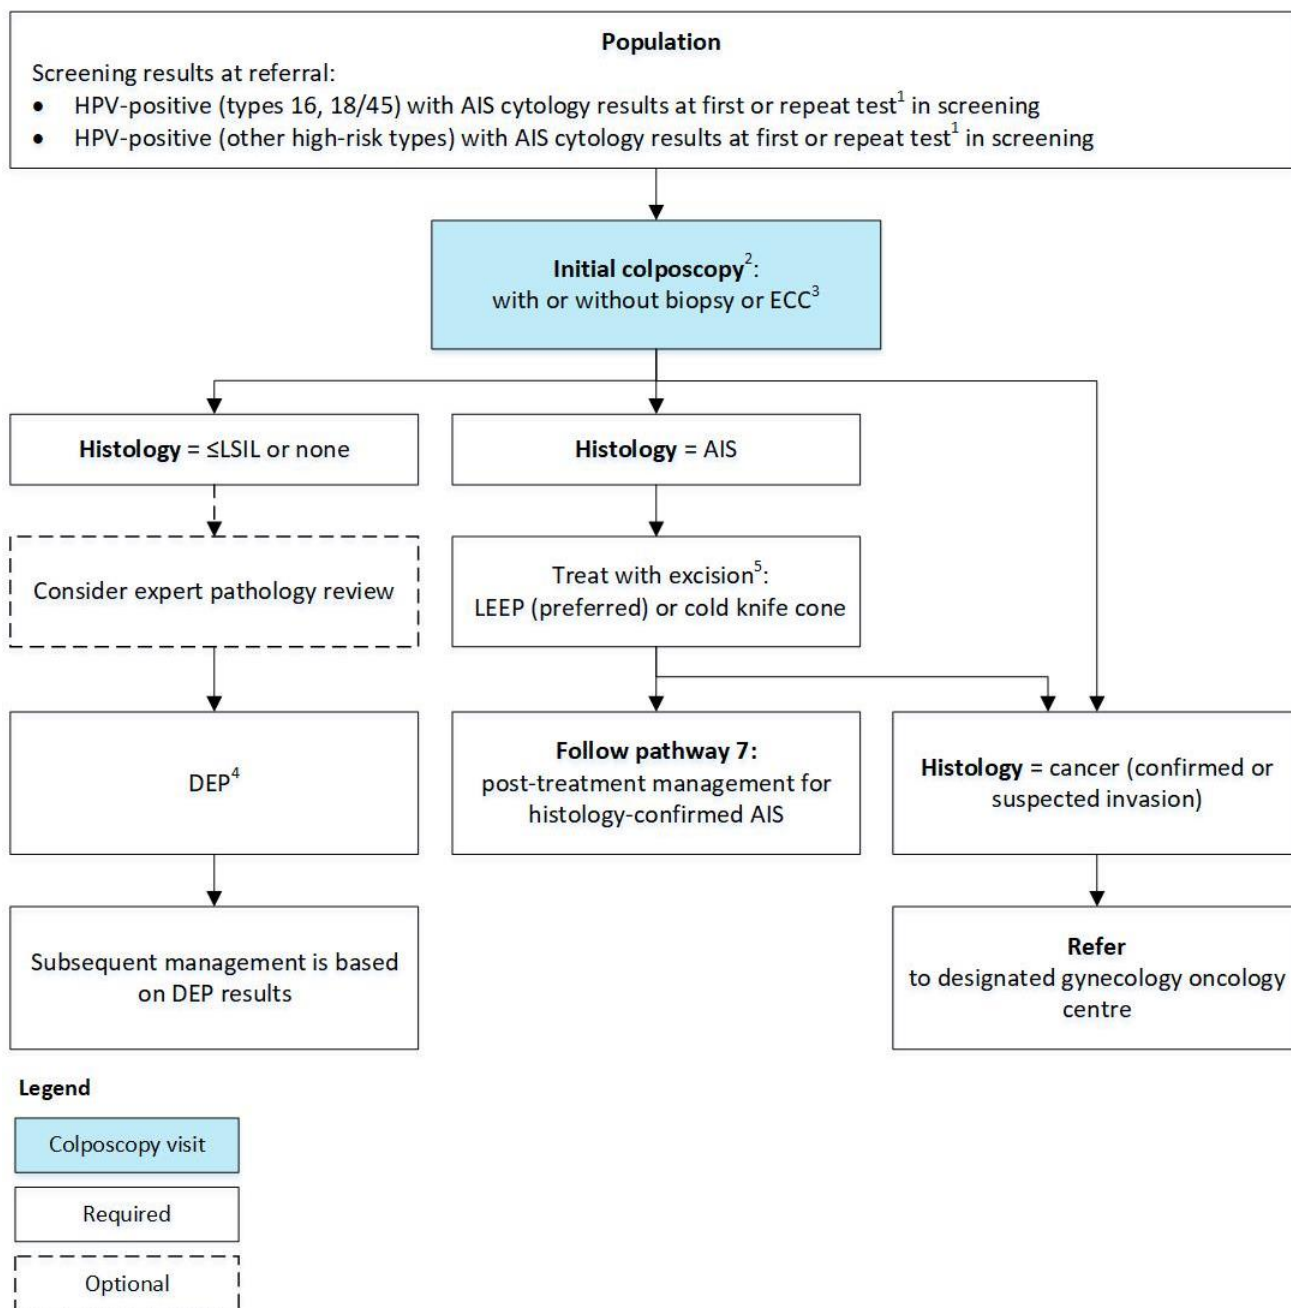 Population
Screening results at referral:
• HPV-positive (types 16, 18/45) with AIS cytology results at first or repeat test¹ in screening
• HPV-positive (other high-risk types) with AIS cytology results at first or repeat test¹ in screening
Initial colposcopy²:
with or without biopsy or ECC³
Histology = ≤LSIL or none
Histology = AIS
Consider expert pathology review
Treat with excision⁵:
LEEP (preferred) or cold knife cone
DEP⁴
Follow pathway 7:
post-treatment management for
histology-confirmed AIS
Histology = cancer (confirmed or
suspected invasion)
Subsequent management is based
on DEP results
Refer
to designated gynecology oncology
centre
Legend
Colposcopy visit
Required
Optional